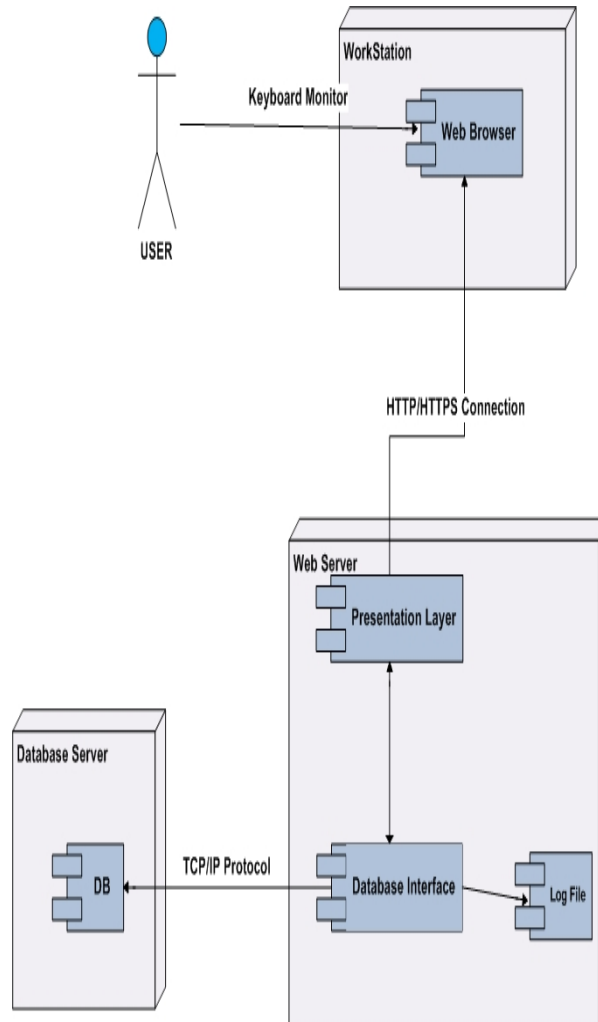 WorkStation
Keyboard Monitor
Web Browser
USER
HTTP/HTTPS Connection
Web Server
Presentation Layer
Database Server
TCP/IP Protocol
DB
Database Interface
Log File